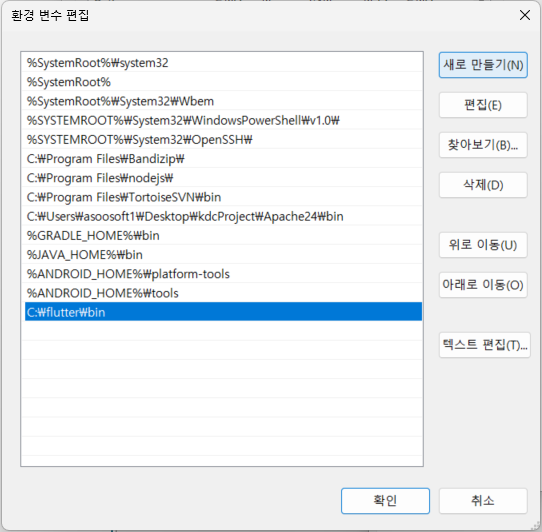 환경 변수 편집
%SystemRoot%₩system32
%SystemRoot%
%SystemRoot%₩System32₩Wbem
%SYSTEMROOT%₩System32₩WindowsPowerShell₩v1.0₩
%SYSTEMROOT%₩System32₩OpenSSH₩
C:₩Program Files₩Bandizip₩
C:₩Program Files₩nodejs₩
C:₩Program Files₩TortoiseSVN₩bin
C:₩Users₩asoosoft1₩Desktop₩kdcProject₩Apache24₩bin
%GRADLE_HOME%₩bin
%JAVA_HOME%₩bin
%ANDROID_HOME%₩platform-tools
%ANDROID_HOME%₩tools
C:₩flutter₩bin
새로 만들기(N)
편집(E)
찾아보기(B)...
삭제(D)
위로 이동(U)
아래로 이동(O)
텍스트 편집(T)...
확인
취소